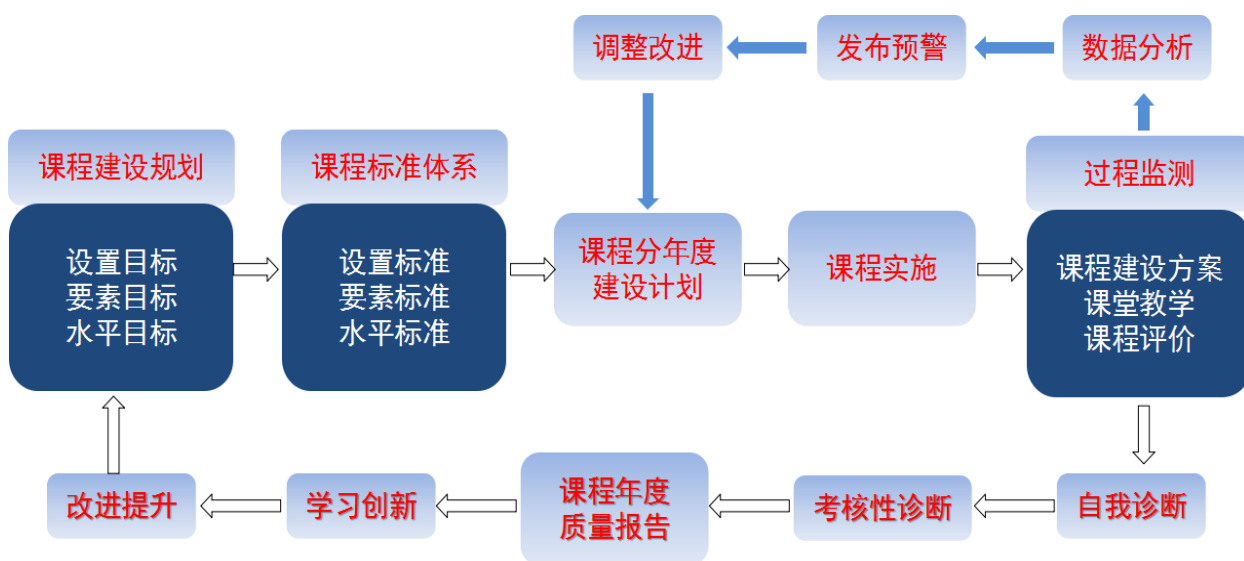 调整改进
发布预警
数据分析
课程建设规划
课程标准体系
过程监测
设置目标
要素目标
水平目标
设置标准
要素标准
水平标准
课程分年度
建设计划
课程实施
课程建设方案
课堂教学
课程评价
改进提升
学习创新
课程年度
质量报告
考核性诊断
自我诊断